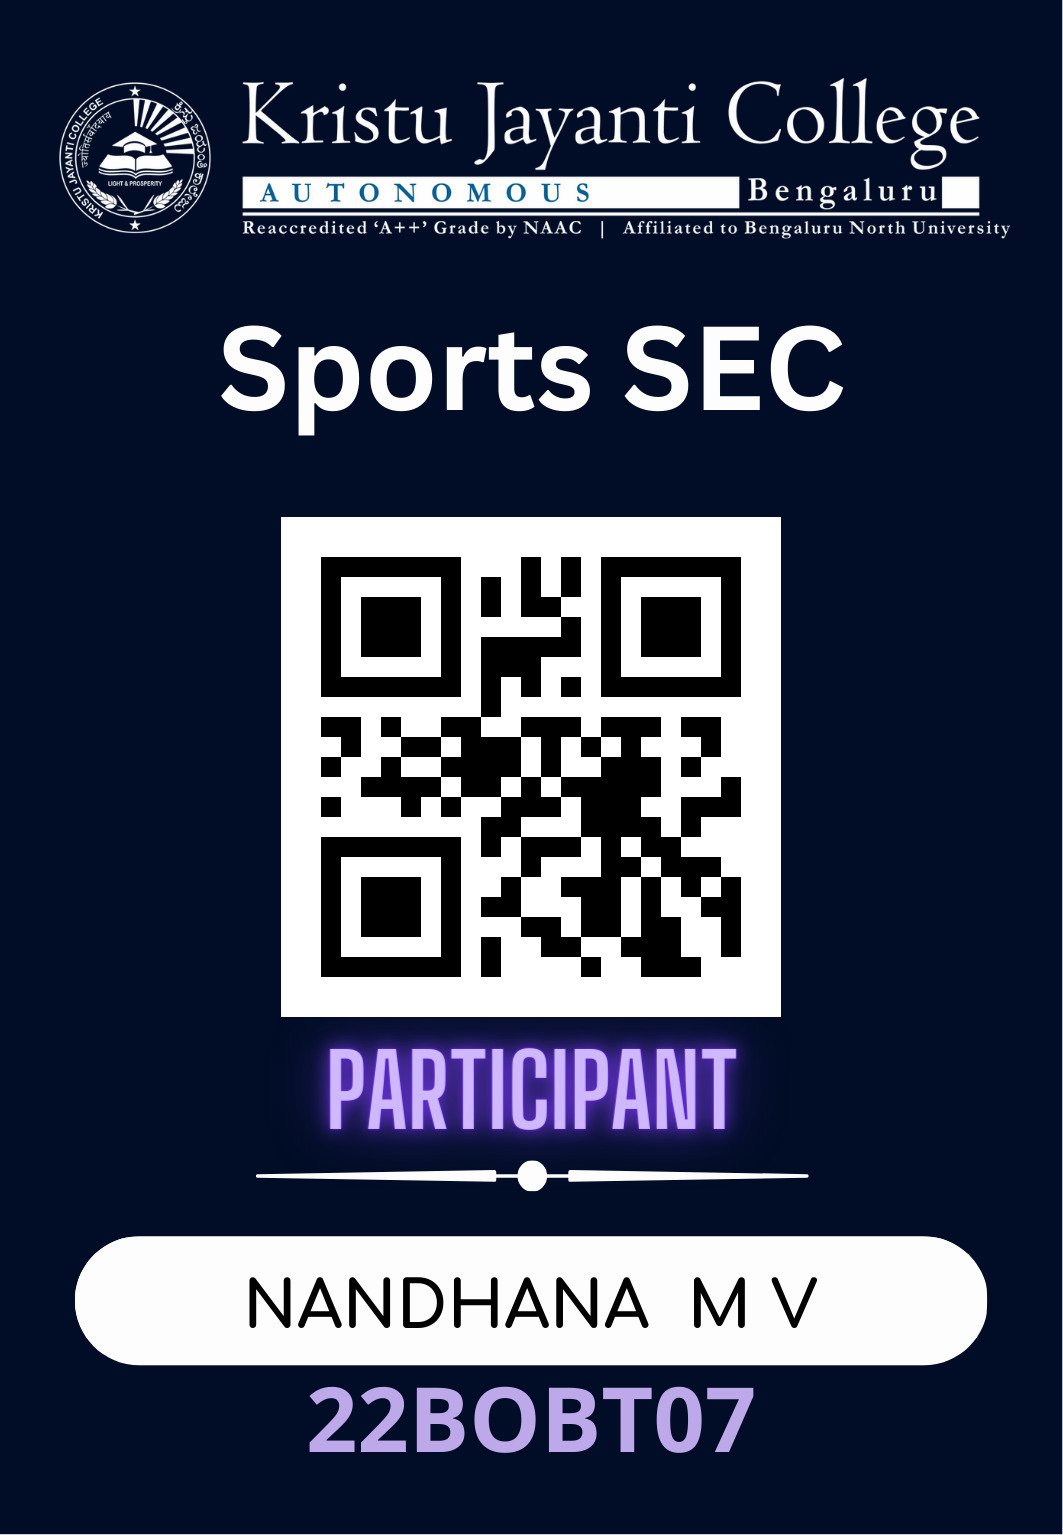 Kristu Jayanti College
AUTONOMOUS Bengaluru
Reaccredited ‘A++’ Grade by NAAC | Affiliated to Bengaluru North University
KRISTU JAYANTI COLLEGE
LIGHT & PROSPERITY
Sports SEC
PARTICIPANT
NANDHANA M V
22BOBT07